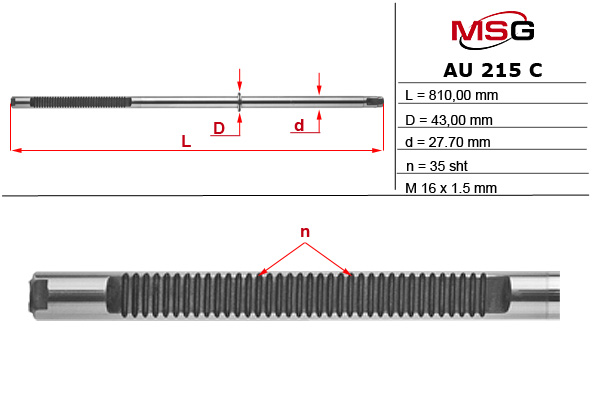 MSG
AU 215 C
L = 810,00 mm
D = 43,00 mm
d = 27.70 mm
n = 35 sht
M 16 x 1.5 mm
D
d
L
n